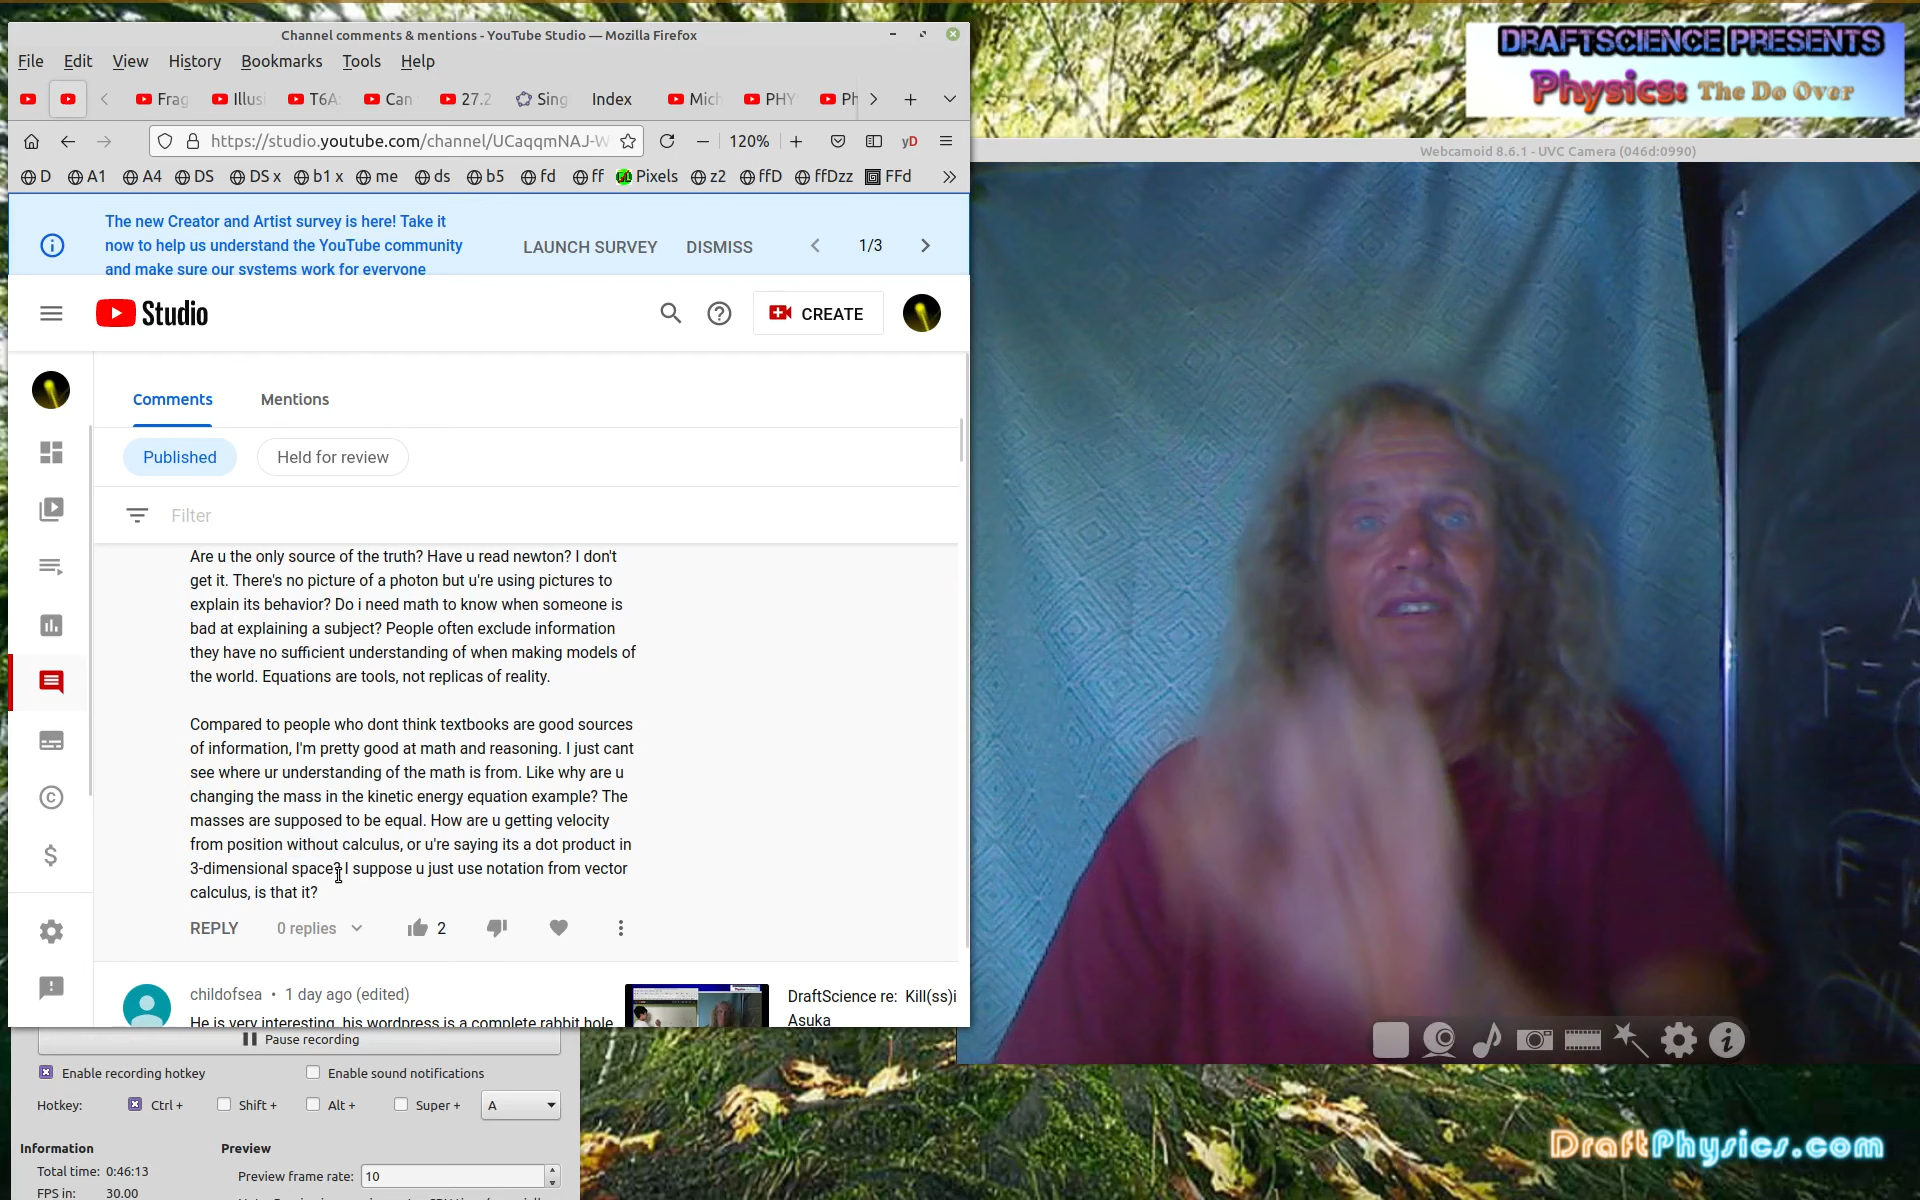 Channel comments & mentions - YouTube Studio — Mozilla Firefox
DRAFTSCIENCE PRESENTS
Physics: The Do Over
File Edit View History Bookmarks Tools Help
Frag Illus T6A: Can 27.2 Sing Index Mich PHY Ph
https://studio.youtube.com/channel/UCaqqmNAJ-W 120% yD
Webcamoid 8.6.1 - UVC Camera (046d:0990)
D A1 A4 DS DS x b1 x me ds b5 fd ff Pixels z2 ffD ffDzz FFd
The new Creator and Artist survey is here! Take it
now to help us understand the YouTube community
and make sure our systems work for everyone
LAUNCH SURVEY DISMISS 1/3
Studio CREATE
Comments Mentions
Published Held for review
Filter
Are u the only source of the truth? Have u read newton? I don't
get it. There's no picture of a photon but u're using pictures to
explain its behavior? Do i need math to know when someone is
bad at explaining a subject? People often exclude information
they have no sufficient understanding of when making models of
the world. Equations are tools, not replicas of reality.
Compared to people who dont think textbooks are good sources
of information, I'm pretty good at math and reasoning. I just cant
see where ur understanding of the math is from. Like why are u
changing the mass in the kinetic energy equation example? The
masses are supposed to be equal. How are u getting velocity
from position without calculus, or u're saying its a dot product in
3-dimensional space? I suppose u just use notation from vector
calculus, is that it?
REPLY 0 replies 2
childofsea • 1 day ago (edited)
He is very interesting, his wordpress is a complete rabbit hole
DraftScience re: Kill(ss)i
Asuka
Pause recording
Enable recording hotkey Enable sound notifications
Hotkey: Ctrl + Shift + Alt + Super + A
Information Preview
Total time: 0:46:13
Preview frame rate: 10
FPS in: 30.00
DraftPhysics.com